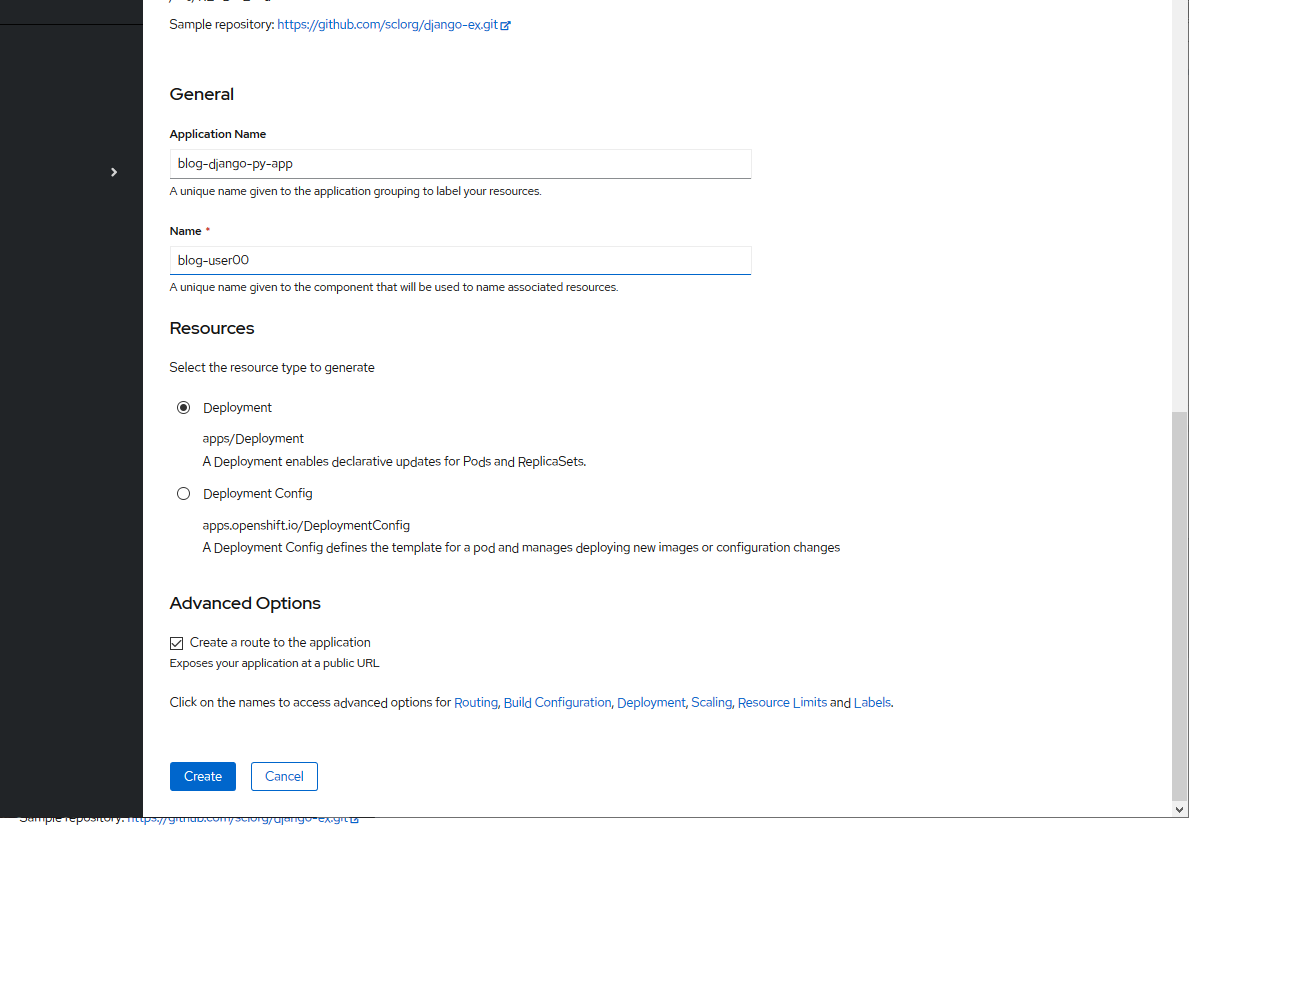 Sample repository: https://github.com/sclorg/django-ex.git
General
Application Name
blog-django-py-app
A unique name given to the application grouping to label your resources.
Name *
blog-user00
A unique name given to the component that will be used to name associated resources.
Resources
Select the resource type to generate
Deployment
apps/Deployment
A Deployment enables declarative updates for Pods and ReplicaSets.
Deployment Config
apps.openshift.io/DeploymentConfig
A Deployment Config defines the template for a pod and manages deploying new images or configuration changes
Advanced Options
Create a route to the application
Exposes your application at a public URL
Click on the names to access advanced options for Routing, Build Configuration, Deployment, Scaling, Resource Limits and Labels.
Create Cancel
Sample repository: https://github.com/sclorg/django-ex.git